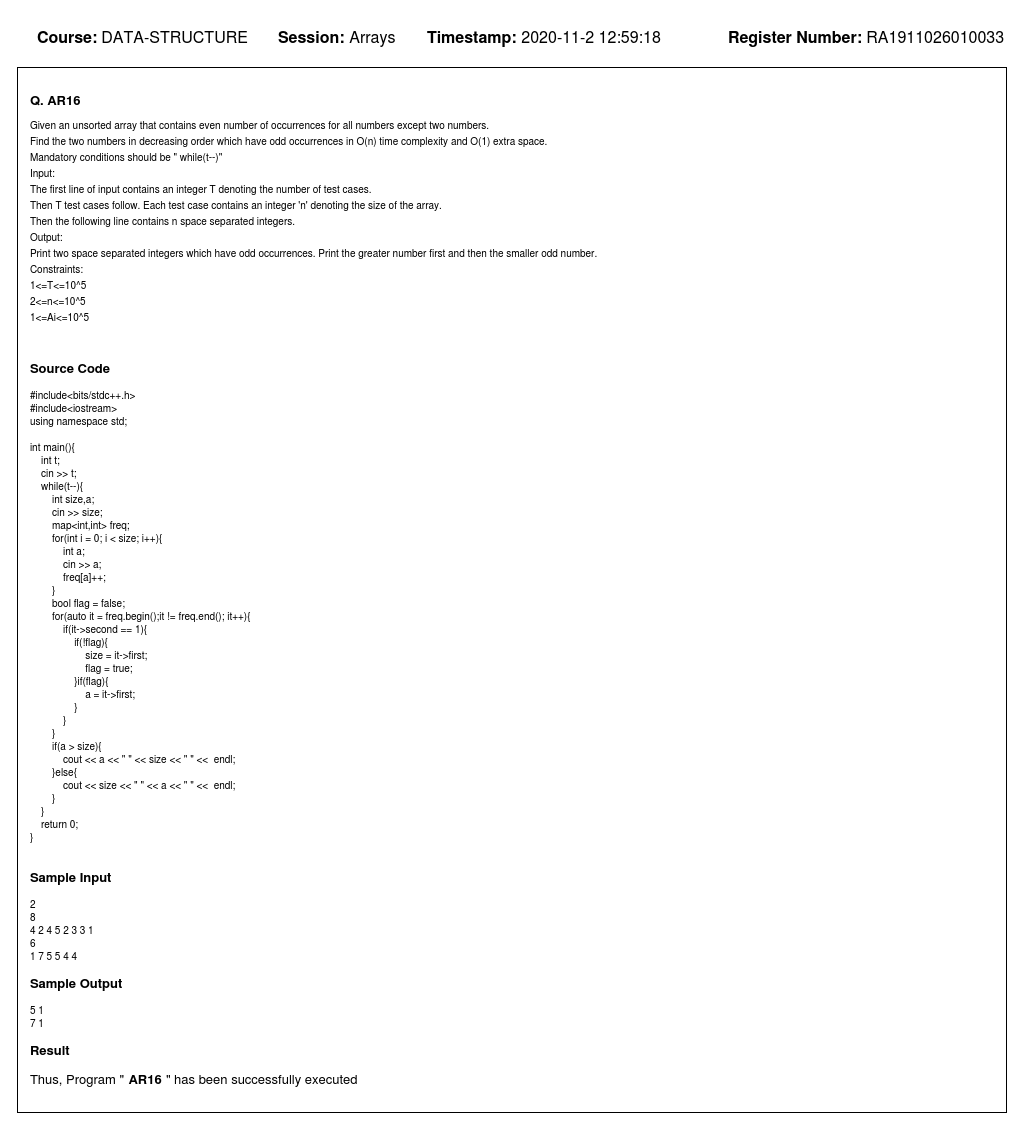 Course: DATA-STRUCTURE Session: Arrays Timestamp: 2020-11-2 12:59:18 Register Number: RA1911026010033
Q. AR16
Given an unsorted array that contains even number of occurrences for all numbers except two numbers.
Find the two numbers in decreasing order which have odd occurrences in O(n) time complexity and O(1) extra space.
Mandatory conditions should be " while(t--)"
Input:
The first line of input contains an integer T denoting the number of test cases.
Then T test cases follow. Each test case contains an integer 'n' denoting the size of the array.
Then the following line contains n space separated integers.
Output:
Print two space separated integers which have odd occurrences. Print the greater number first and then the smaller odd number.
Constraints:
1<=T<=10^5
2<=n<=10^5
1<=Ai<=10^5
Source Code
#include<bits/stdc++.h>
#include<iostream>
using namespace std;
int main(){
    int t;
    cin >> t;
    while(t--){
        int size,a;
        cin >> size;
        map<int,int> freq;
        for(int i = 0; i < size; i++){
            int a;
            cin >> a;
            freq[a]++;
        }
        bool flag = false;
        for(auto it = freq.begin();it != freq.end(); it++){
            if(it->second == 1){
                if(!flag){
                    size = it->first;
                    flag = true;
                }if(flag){
                    a = it->first;
                }
            }
        }
        if(a > size){
            cout << a << " " << size << " " <<  endl;
        }else{
            cout << size << " " << a << " " <<  endl;
        }
    }
    return 0;
}
Sample Input
2
8
4 2 4 5 2 3 3 1
6
1 7 5 5 4 4
Sample Output
5 1
7 1
Result
Thus, Program " AR16 " has been successfully executed